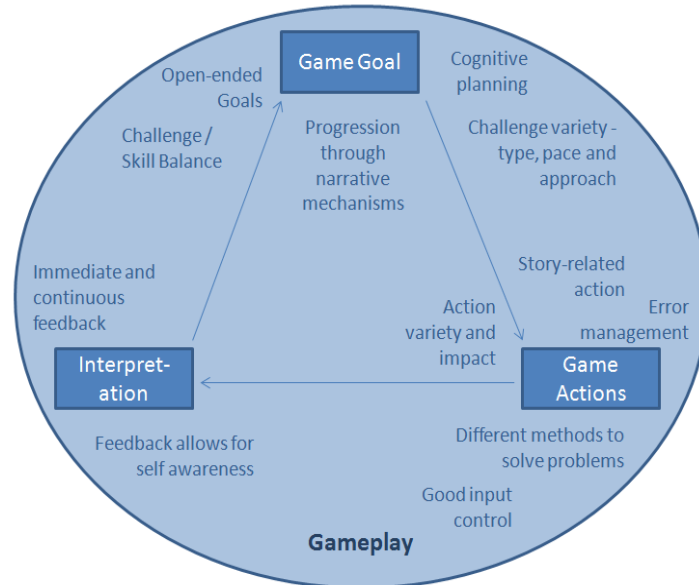 Game Goal
Open-ended
Goals
Cognitive
planning
Challenge /
Skill Balance
Progression
through
narrative
mechanisms
Challenge variety -
type, pace and
approach
Immediate and
continuous
feedback
Story-related
action
Action
variety and
impact
Error
management
Interpret-
ation
Game
Actions
Feedback allows for
self awareness
Different methods to
solve problems
Good input
control
Gameplay